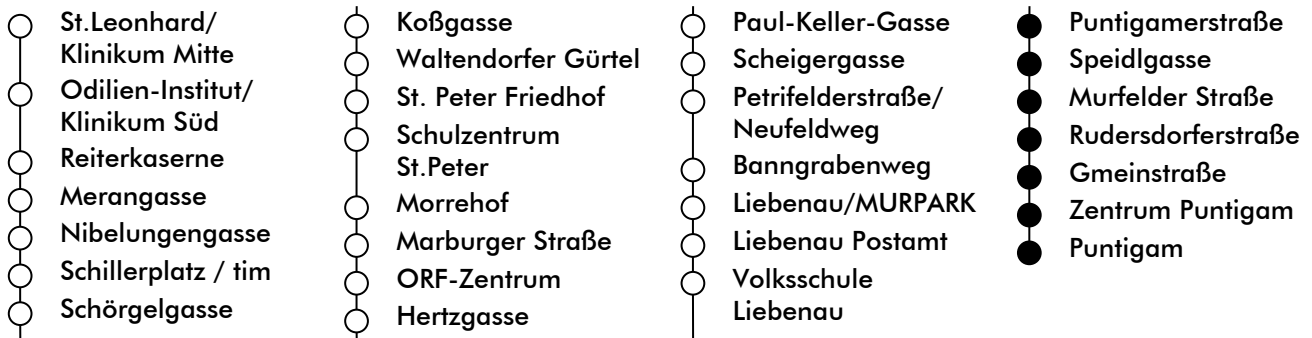 St.Leonhard/
Klinikum Mitte
Odilien-Institut/
Klinikum Süd
Reiterkaserne
Merangasse
Nibelungengasse
Schillerplatz / tim
Schörgelgasse
Koßgasse
Waltendorfer Gürtel
St. Peter Friedhof
Schulzentrum
St.Peter
Morrehof
Marburger Straße
ORF-Zentrum
Hertzgasse
Paul-Keller-Gasse
Scheigergasse
Petrifelderstraße/
Neufeldweg
Banngrabenweg
Liebenau/MURPARK
Liebenau Postamt
Volksschule
Liebenau
Puntigamerstraße
Speidlgasse
Murfelder Straße
Rudersdorferstraße
Gmeinstraße
Zentrum Puntigam
Puntigam